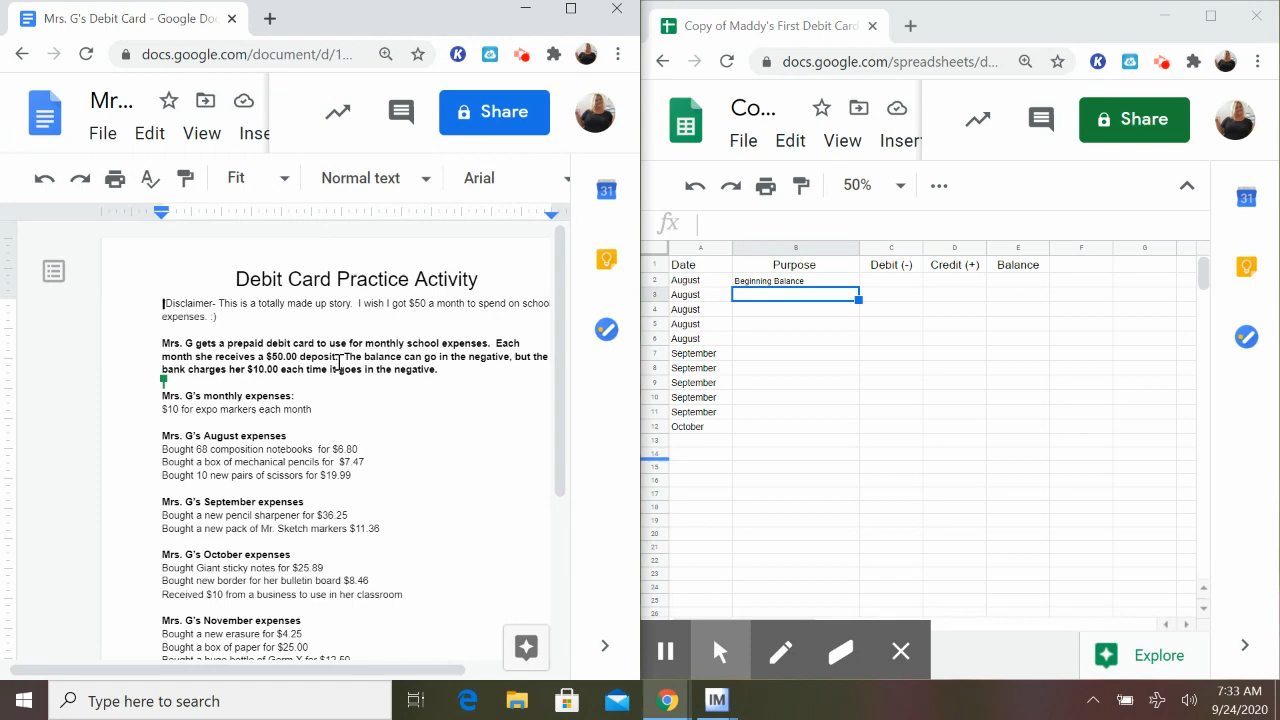 Mrs. G's Debit Card - Google Do
docs.google.com/document/d/1...
Mr...
File Edit View Inse
Share
Fit Normal text Arial
31
Debit Card Practice Activity
Disclaimer- This is a totally made up story. I wish I got $50 a month to spend on schoo
expenses. :)
Mrs. G gets a prepaid debit card to use for monthly school expenses. Each
month she receives a $50.00 deposit. The balance can go in the negative, but the
bank charges her $10.00 each time it goes in the negative.
Mrs. G's monthly expenses:
$10 for expo markers each month
Mrs. G's August expenses
Bought 68 composition notebooks for $6.80
Bought a box of mechanical pencils for $7.47
Bought 10 new pairs of scissors for $19.99
Mrs. G's September expenses
Bought a new pencil sharpener for $36.25
Bought a new pack of Mr. Sketch markers $11.36
Mrs. G's October expenses
Bought Giant sticky notes for $25.89
Bought new border for her bulletin board $8.46
Received $10 from a business to use in her classroom
Mrs. G's November expenses
Bought a new erasure for $4.25
Bought a box of paper for $25.00
Bought a huge bottle of Germ X for $12.50
Copy of Maddy's First Debit Card
docs.google.com/spreadsheets/d...
Co...
File Edit View Inser
Share
50%
31
fx
A B C D E F G
1 Date Purpose Debit (-) Credit (+) Balance
2 August Beginning Balance
3 August
4 August
5 August
6 August
7 September
8 September
9 September
10 September
11 September
12 October
13
14
15
16
17
18
19
20
21
22
23
24
25
26
Explore
Type here to search
IM
7:33 AM
9/24/2020